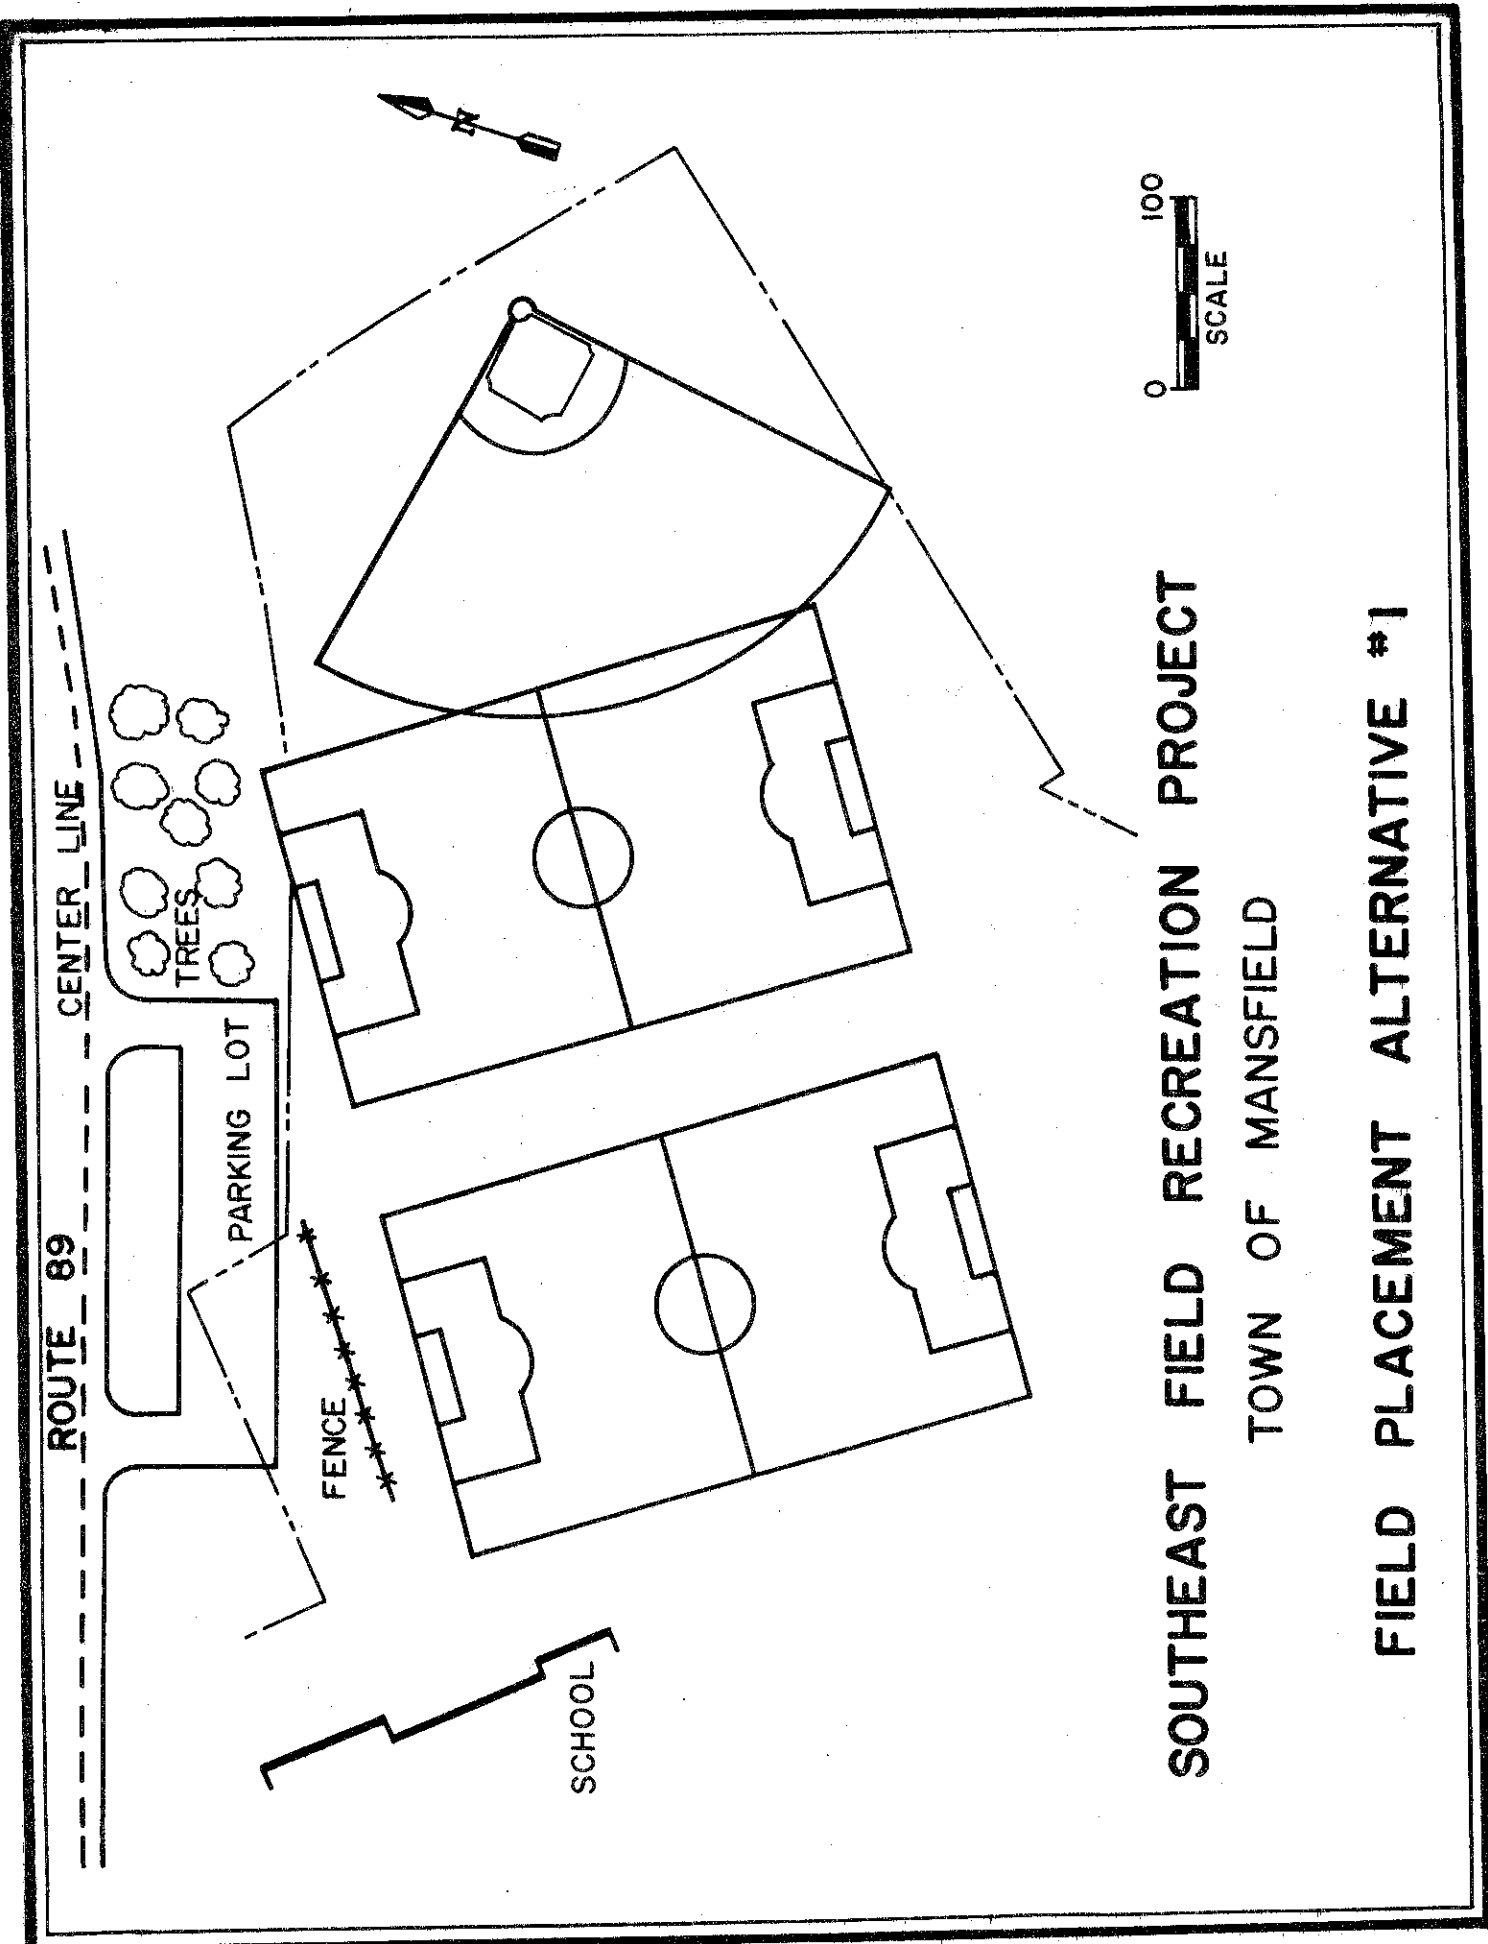 ROUTE 89
CENTER LINE
TREES
PARKING LOT
FENCE
SCHOOL
N
0 100
SCALE
SOUTHEAST FIELD RECREATION PROJECT
TOWN OF MANSFIELD
FIELD PLACEMENT ALTERNATIVE #1